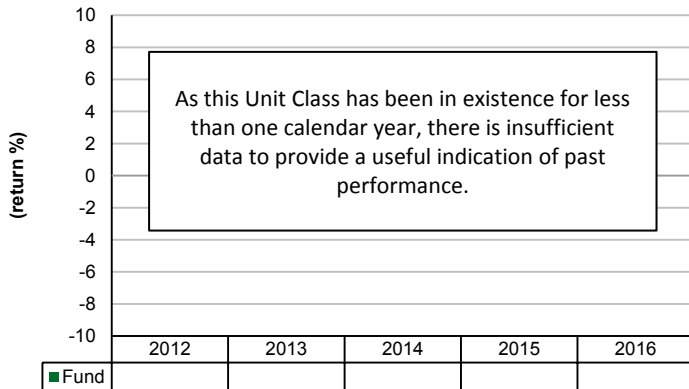 10
8
6
4
2
0
-2
-4
-6
-8
-10
(return %)
As this Unit Class has been in existence for less
than one calendar year, there is insufficient
data to provide a useful indication of past
performance.
2012 2013 2014 2015 2016
Fund